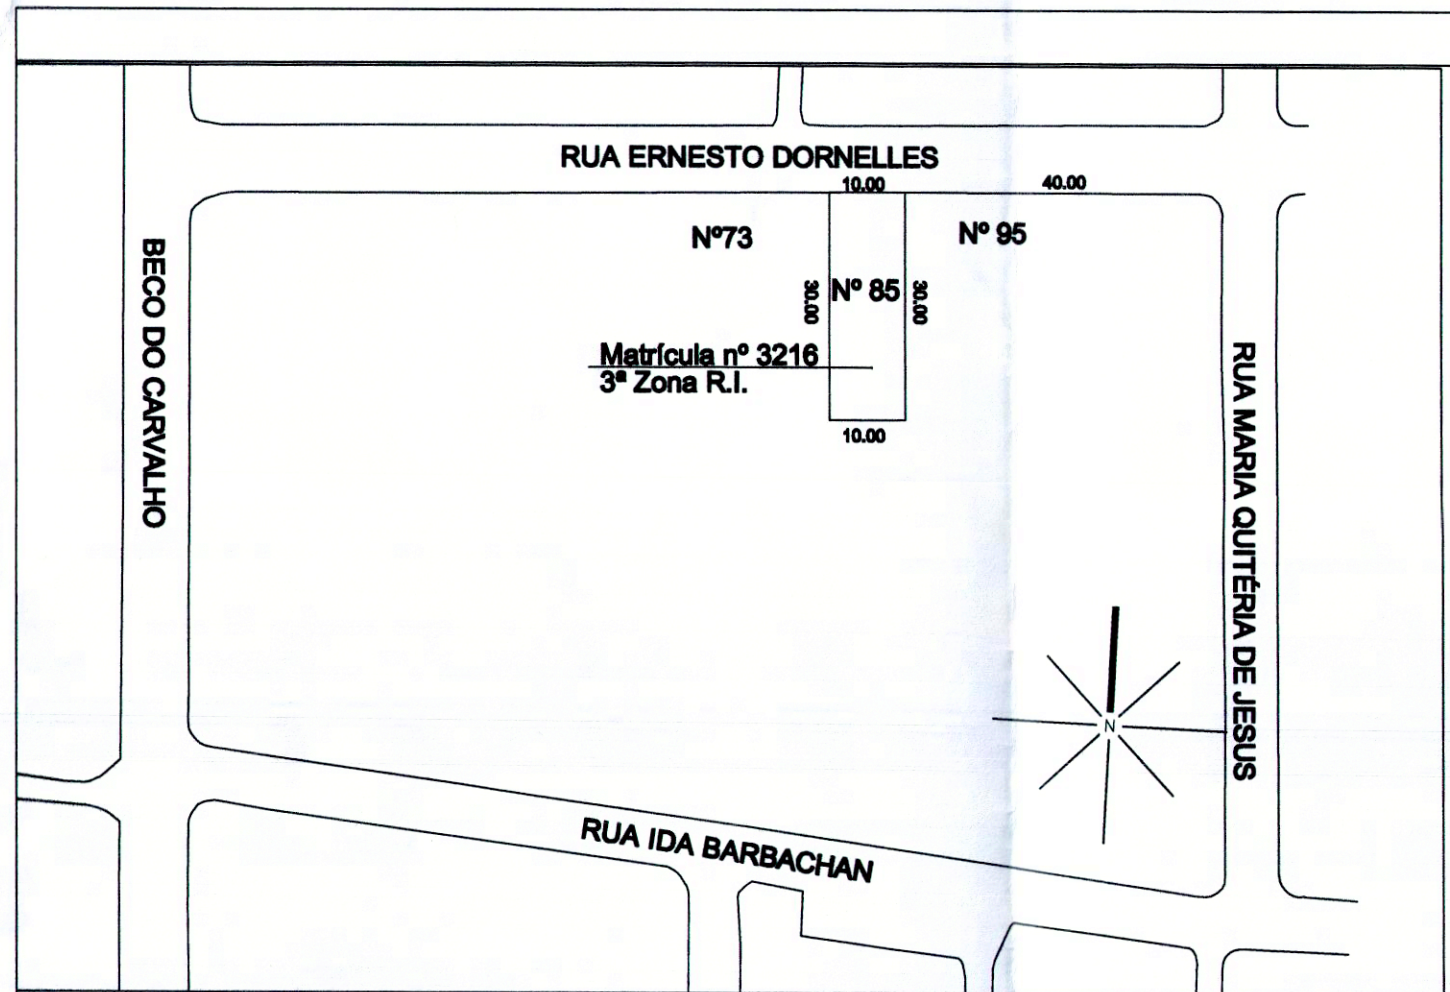 RUA ERNESTO DORNELLES
10.00
40.00
Nº73
Nº 95
BECO DO CARVALHO
30.00
Nº 85
30.00
Matrícula nº 3216
3ª Zona R.I.
10.00
RUA MARIA QUITÉRIA DE JESUS
N
RUA IDA BARBACHAN